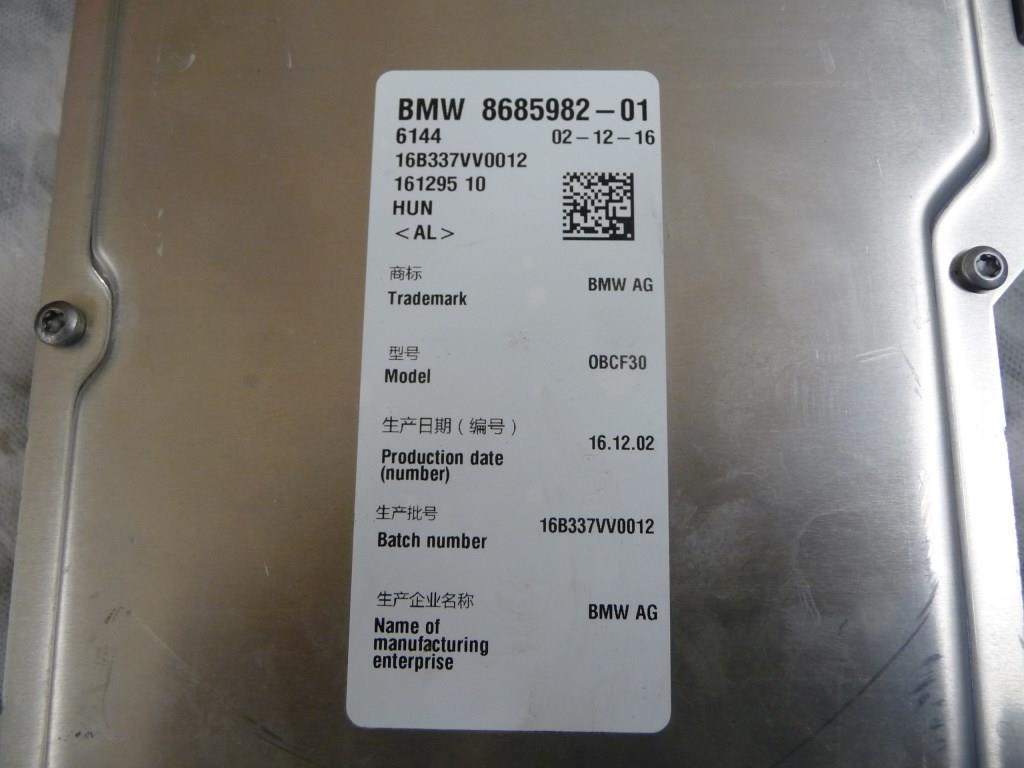 BMW 8685982-01
6144 02-12-16
16B337VV0012
161295 10
HUN
<AL>
商标
Trademark
BMW AG
型号
Model
OBCF30
生产日期(编号)
Production date
(number)
16.12.02
生产批号
Batch number
16B337VV0012
生产企业名称
Name of
manufacturing
enterprise
BMW AG